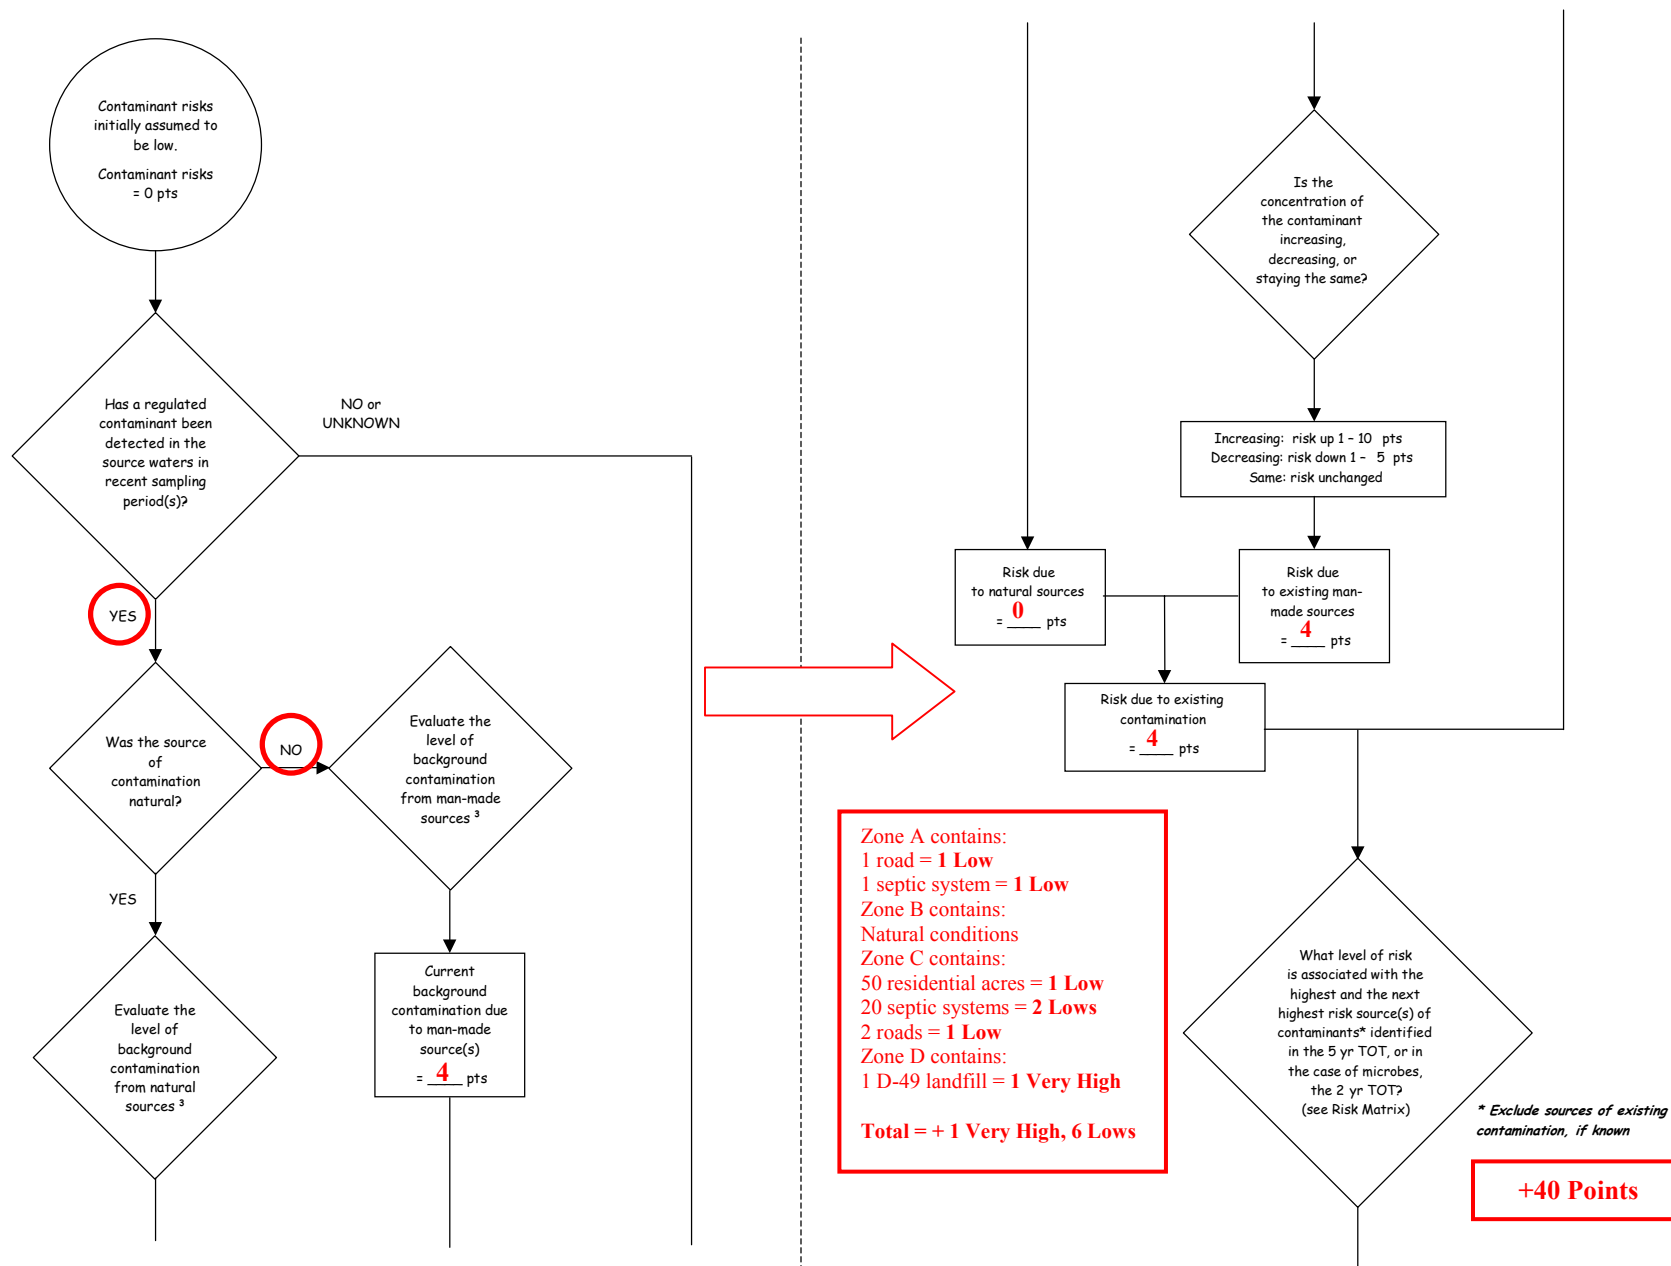 Contaminant risks
initially assumed to
be low.
Contaminant risks
= 0 pts
Has a regulated
contaminant been
detected in the
source waters in
recent sampling
period(s)?
NO or
UNKNOWN
YES
Was the source
of
contamination
natural?
NO
Evaluate the
level of
background
contamination
from man-made
sources ³
YES
Evaluate the
level of
background
contamination
from natural
sources ³
Current
background
contamination due
to man-made
source(s)
= 4 pts
Is the
concentration of
the contaminant
increasing,
decreasing, or
staying the same?
Increasing: risk up 1 – 10 pts
Decreasing: risk down 1 – 5 pts
Same: risk unchanged
Risk due
to natural sources
= 0 pts
Risk due
to existing man-
made sources
= 4 pts
Risk due to existing
contamination
= 4 pts
Zone A contains:
1 road = 1 Low
1 septic system = 1 Low
Zone B contains:
Natural conditions
Zone C contains:
50 residential acres = 1 Low
20 septic systems = 2 Lows
2 roads = 1 Low
Zone D contains:
1 D-49 landfill = 1 Very High
Total = + 1 Very High, 6 Lows
What level of risk
is associated with the
highest and the next
highest risk source(s) of
contaminants* identified
in the 5 yr TOT, or in
the case of microbes,
the 2 yr TOT?
(see Risk Matrix)
* Exclude sources of existing
contamination, if known
+40 Points